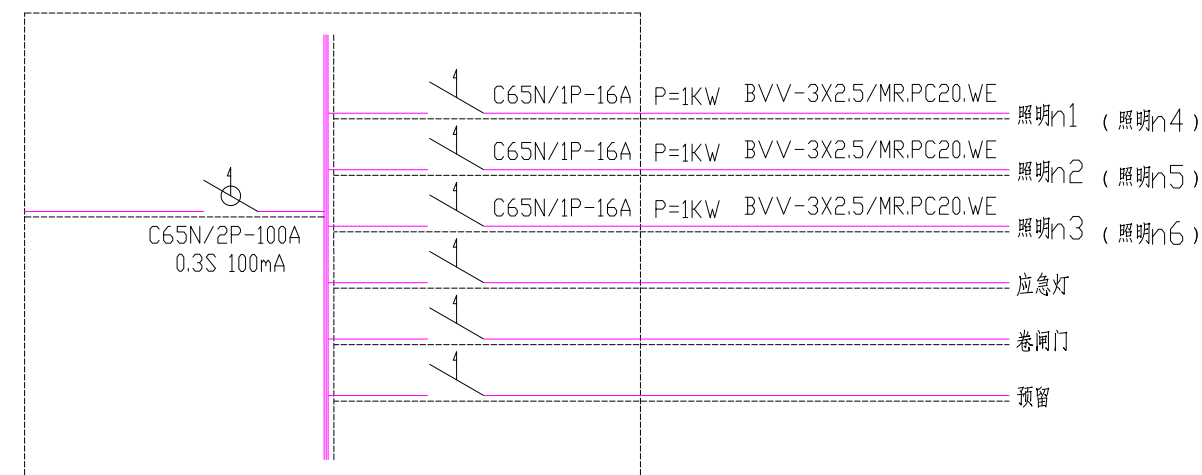 C65N/1P-16A P=1KW BVV-3X2.5/MR.PC20.WE 照明n1 (照明n4)
C65N/1P-16A P=1KW BVV-3X2.5/MR.PC20.WE 照明n2 (照明n5)
C65N/1P-16A P=1KW BVV-3X2.5/MR.PC20.WE 照明n3 (照明n6)
C65N/2P-100A
0.3S 100mA
应急灯
卷闸门
预留